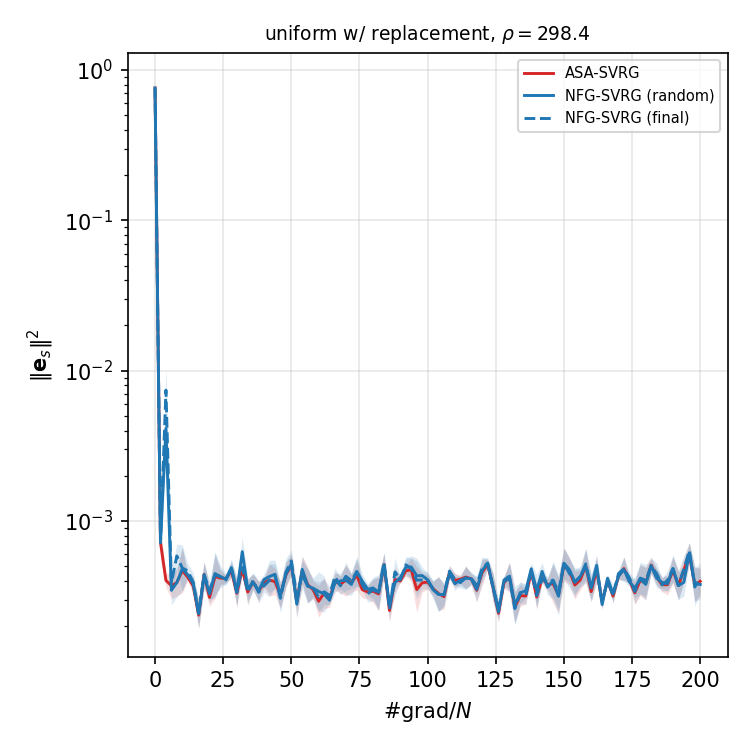 uniform w/ replacement, ρ = 298.4
10⁰
10⁻¹
10⁻²
10⁻³
‖𝐞ₛ‖²
ASA-SVRG
NFG-SVRG (random)
NFG-SVRG (final)
0 25 50 75 100 125 150 175 200
#grad/N